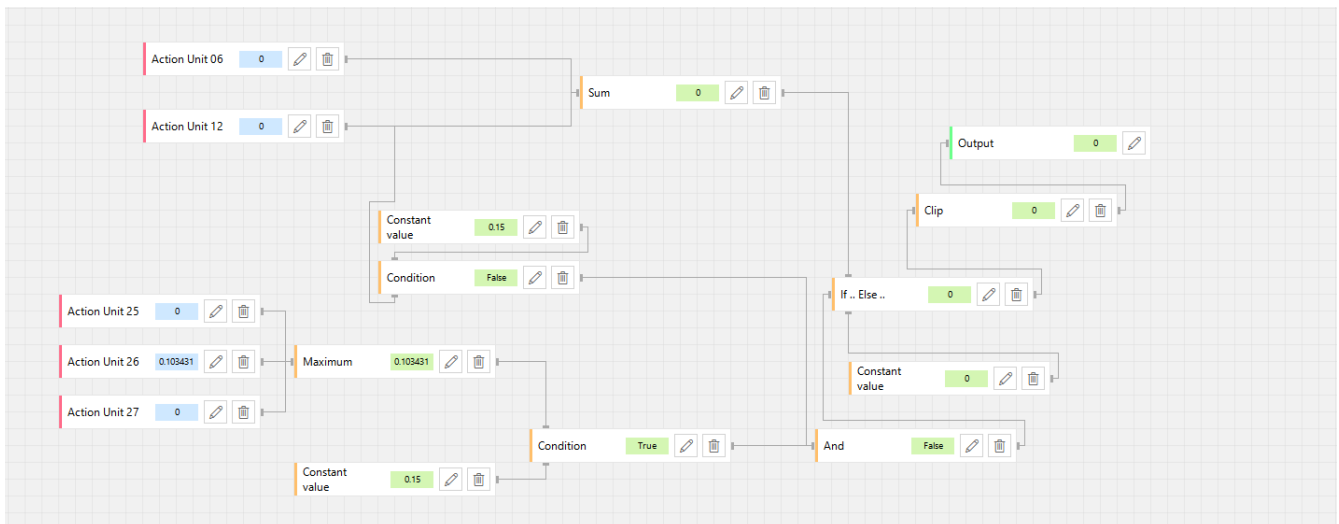 Action Unit 06 0
Sum 0
Action Unit 12 0
Output 0
Clip 0
Constant
value
0.15
Condition False
If .. Else .. 0
Action Unit 25 0
Action Unit 26 0.103431
Maximum 0.103431
Constant
value
0
Action Unit 27 0
Condition True
And False
Constant
value
0.15